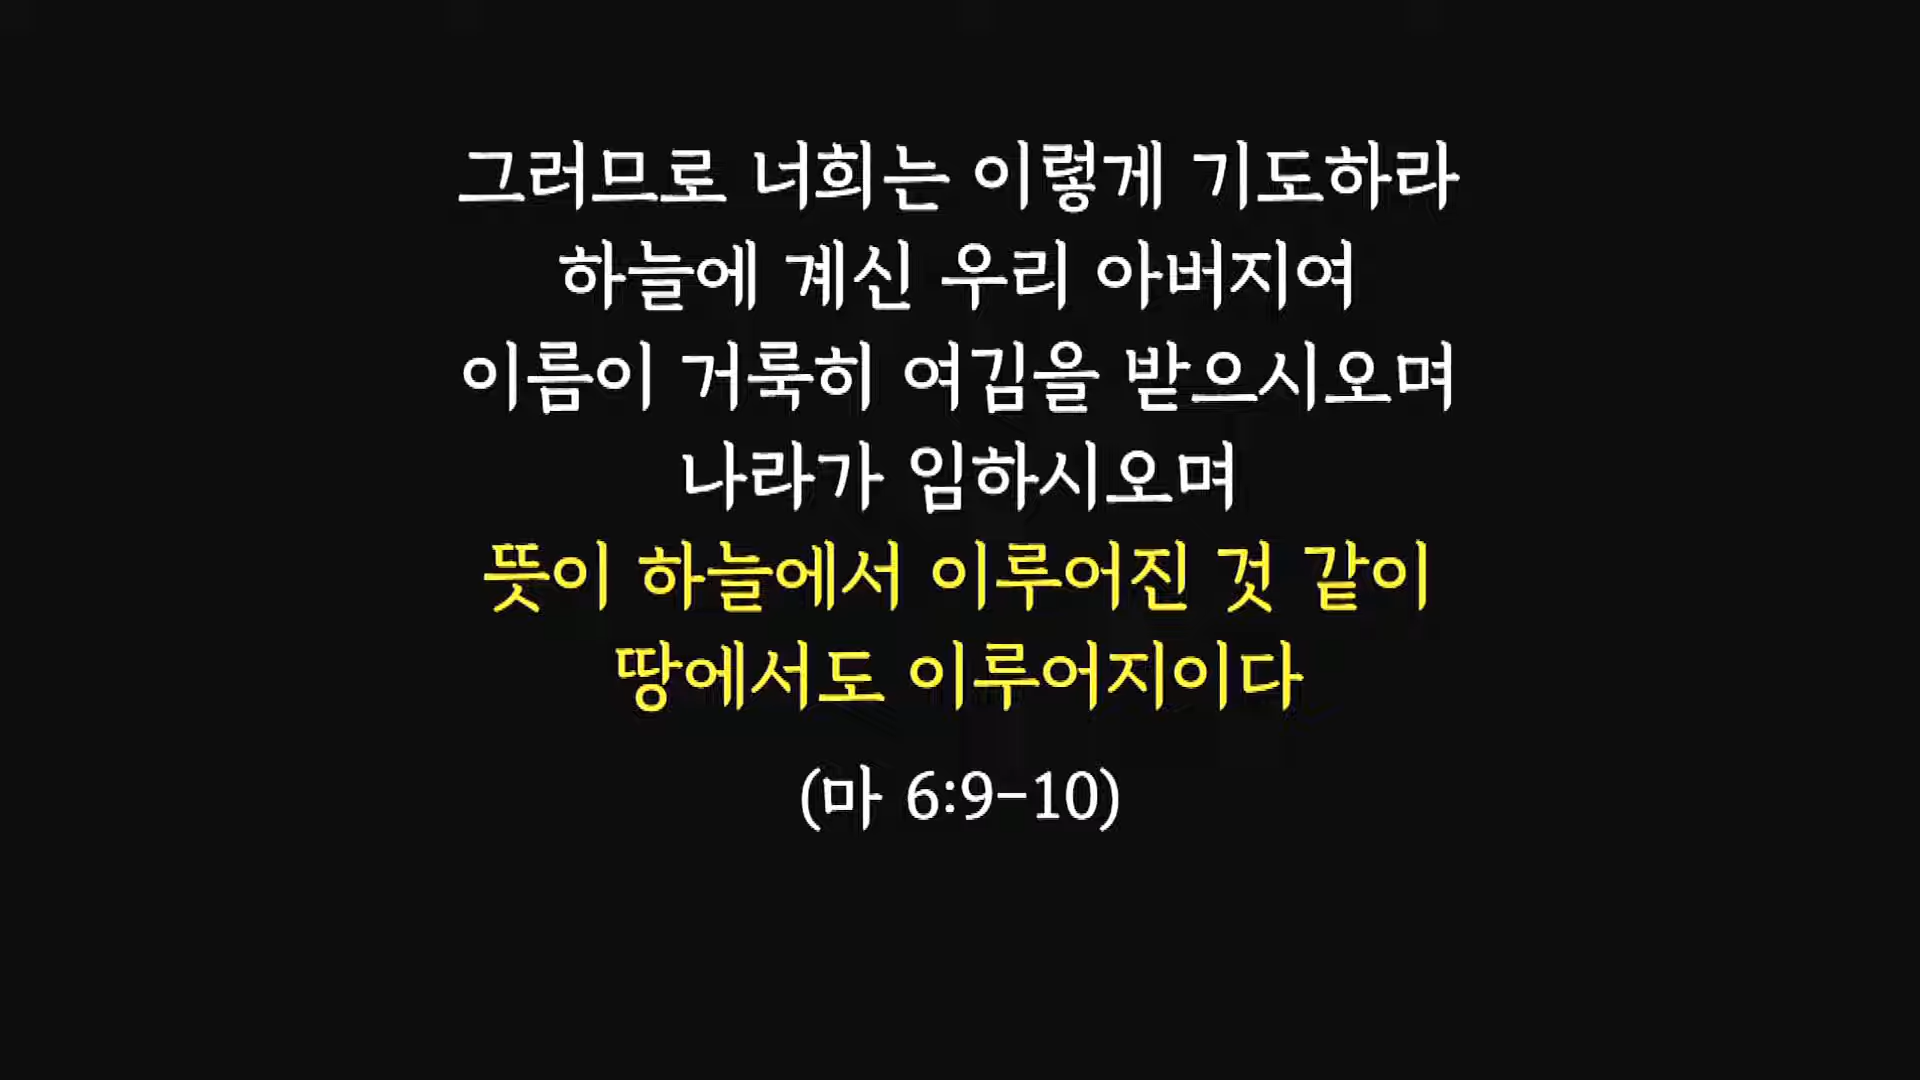 그러므로 너희는 이렇게 기도하라
하늘에 계신 우리 아버지여
이름이 거룩히 여김을 받으시오며
나라가 임하시오며
뜻이 하늘에서 이루어진 것 같이
땅에서도 이루어지이다
(마 6:9-10)